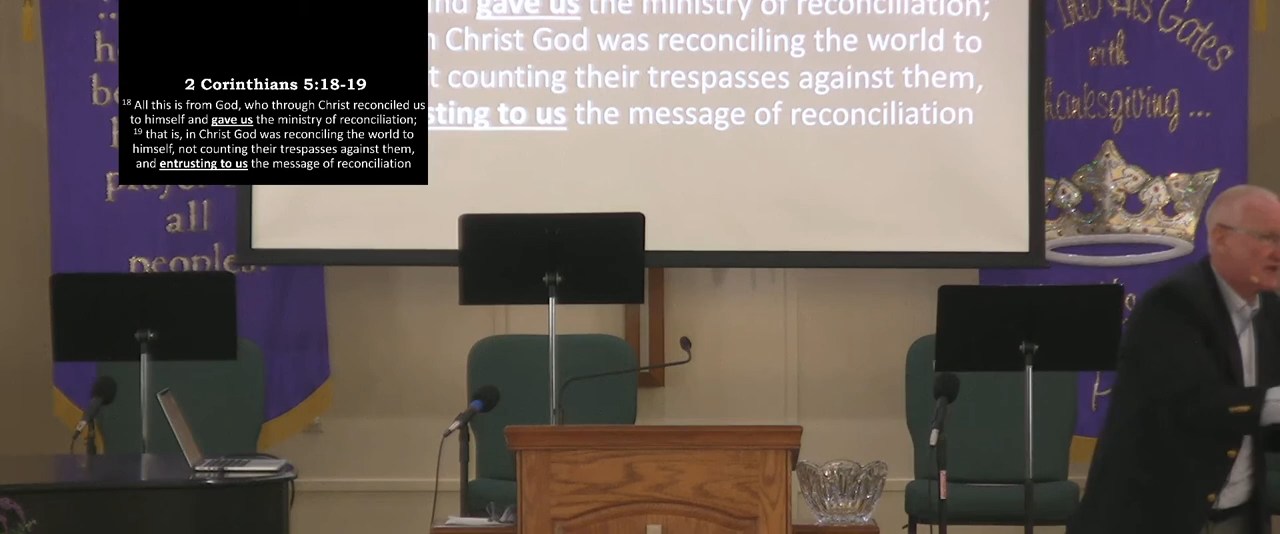 2 Corinthians 5:18-19
18 All this is from God, who through Christ reconciled us
to himself and gave us the ministry of reconciliation;
19 that is, in Christ God was reconciling the world to
himself, not counting their trespasses against them,
and entrusting to us the message of reconciliation
gave us the ministry of reconciliation;
Christ God was reconciling the world to
counting their trespasses against them,
sting to us the message of reconciliation
all
peoples.
His Gates
with
hanksgiving...